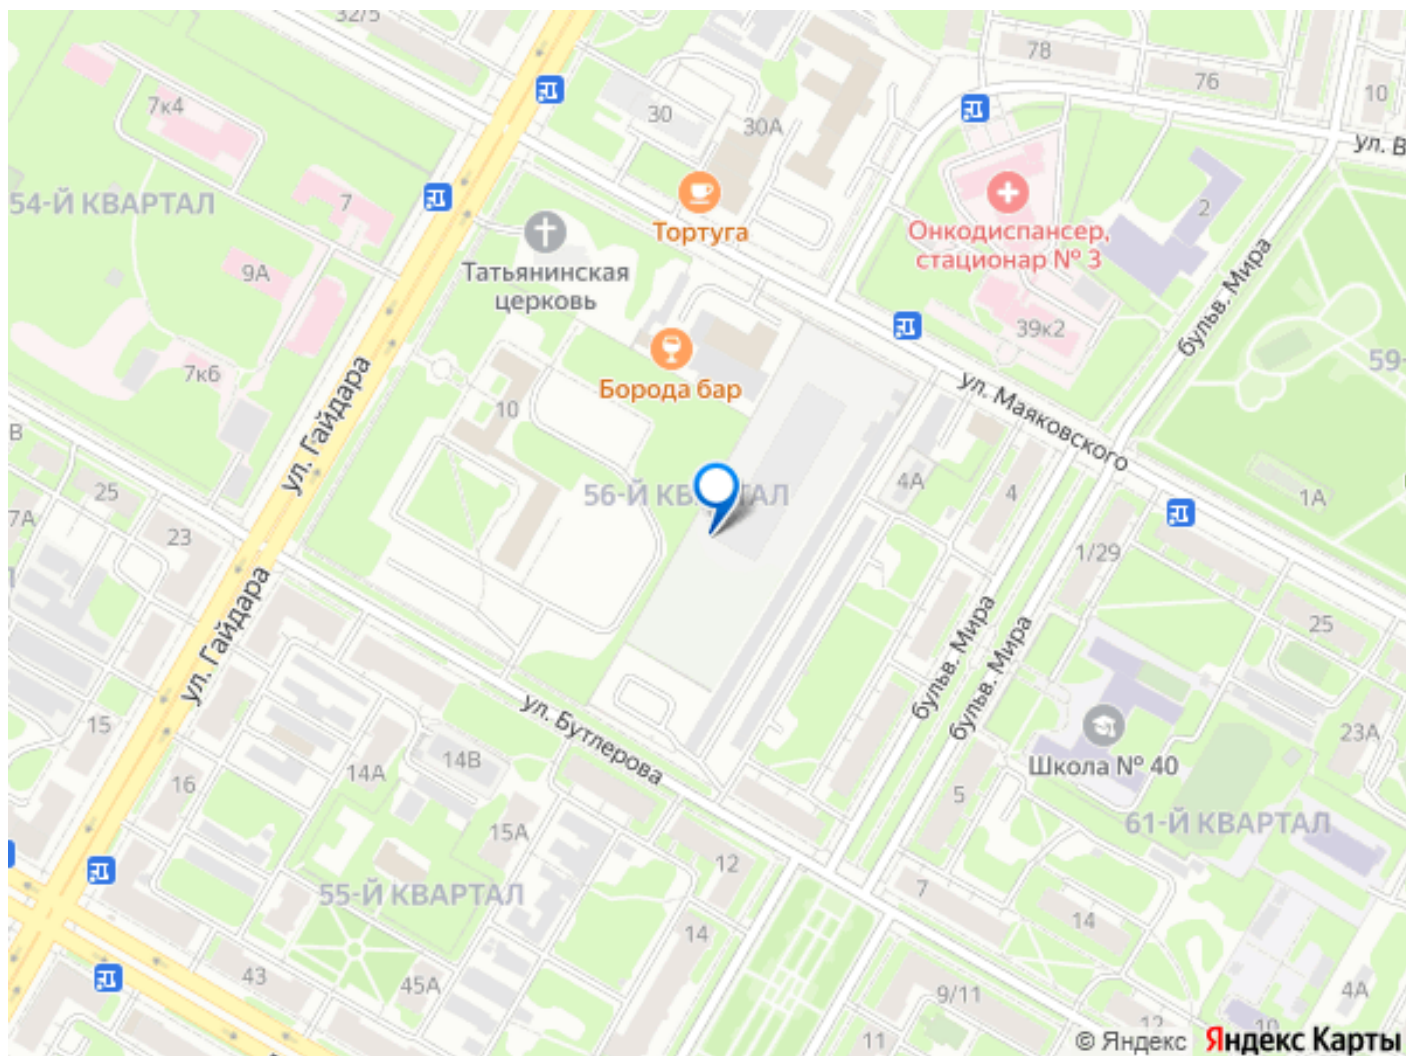 32/5
78
76
10
7к4
30
30А
ул. В
54-Й КВАРТАЛ
7
2
Тортуга
Онкодиспансер,
стационар № 3
9А
Татьянинская
церковь
бульв. Мира
39к2
59-
7к6
Борода бар
ул. Маяковского
ул. Гайдара
10
В
25
7А
23
56-Й КВАРТАЛ
4А
4
1А
1/29
ул. Гайдара
бульв. Мира
бульв. Мира
25
15
ул. Бутлерова
23А
14В
14А
16
Школа № 40
5
15А
61-Й КВАРТАЛ
12
55-Й КВАРТАЛ
7
14
14
43
45А
9/11
4А
12
10
11
© Яндекс
Яндекс Карты